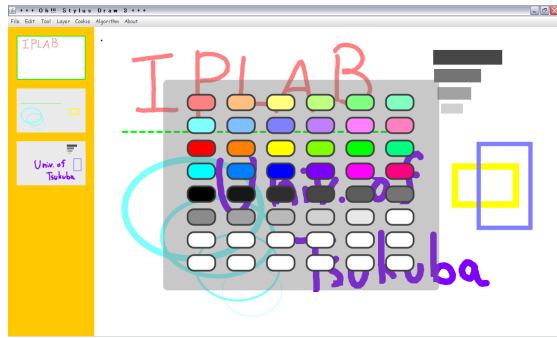 +++ Oh!!! Stylus Draw 3 +++
File Edit Tool Layer Cookie Algorithm About
IPLAB
Univ. of
Tsukuba
IPLAB
Univ. of
Tsukuba